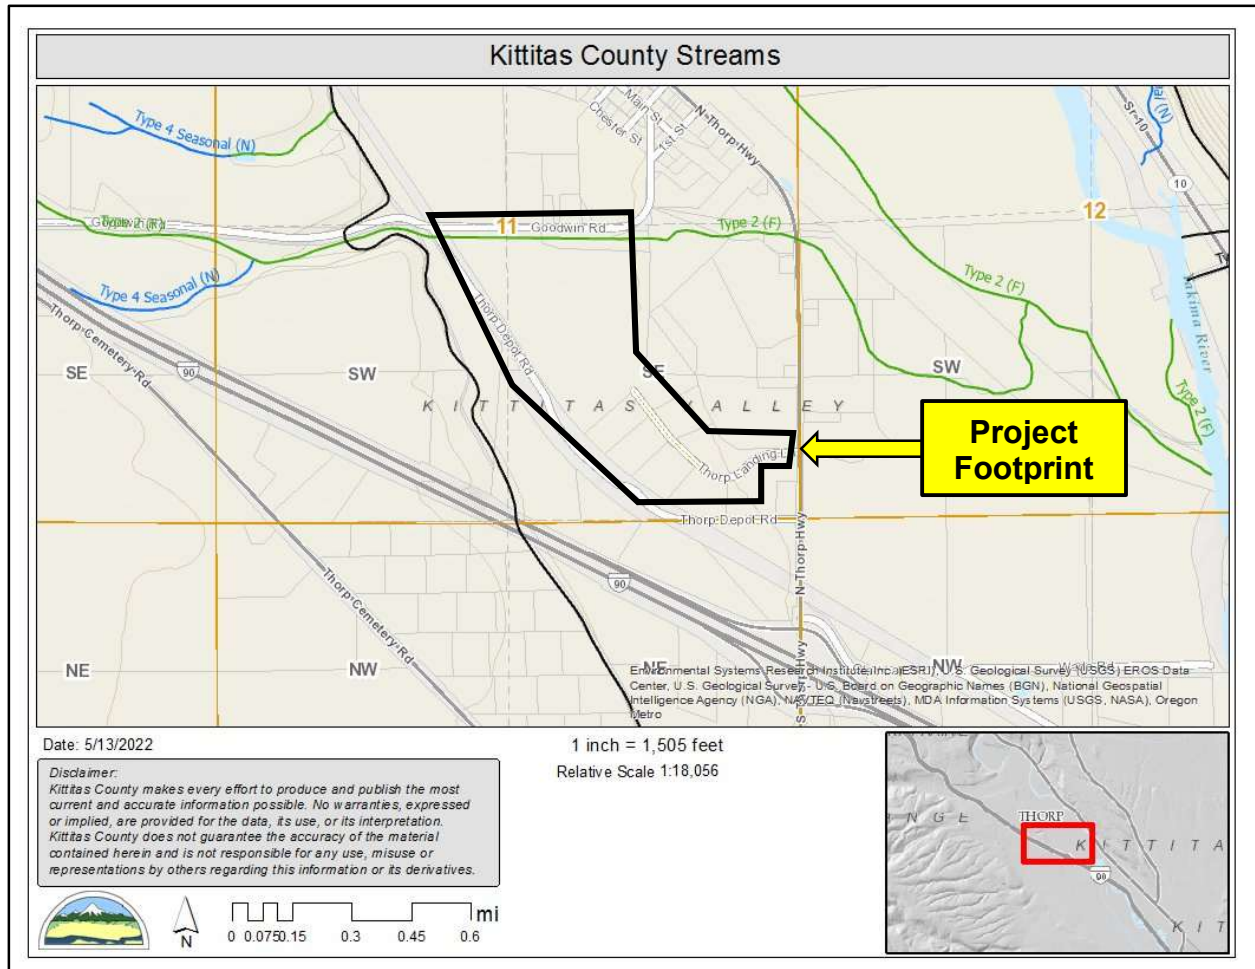 Kittitas County Streams
Type 4 Seasonal (N)
Main St
Chester St
1st St
N Thorp Hwy
Sr-10
10
12
11
Goodwin Rd
Type 2 (F)
Goodwin Rd
Type 2 (F)
Type 2 (F)
Type 4 Seasonal (N)
Thorp Cemetery Rd
90
Thorp Depot Rd
Yakima River
Type 2 (F)
SE
SW
SE
SW
KITTITAS VALLEY
Thorp Landing Ln
Project
Footprint
Thorp Depot Rd
N Thorp Hwy
90
Thorp Cemetery Rd
NE
NW
NE
NW
S Thorp Hwy
Environmental Systems Research Institute, Inc. (ESRI), U.S. Geological Survey (USGS) EROS Data
Center, U.S. Geological Survey - U.S. Board on Geographic Names (BGN), National Geospatial
Intelligence Agency (NGA), NAVTEQ (Navstreets), MDA Information Systems (USGS, NASA), Oregon
Metro
Date: 5/13/2022
1 inch = 1,505 feet
Relative Scale 1:18,056
Disclaimer:
Kittitas County makes every effort to produce and publish the most
current and accurate information possible. No warranties, expressed
or implied, are provided for the data, its use, or its interpretation.
Kittitas County does not guarantee the accuracy of the material
contained herein and is not responsible for any use, misuse or
representations by others regarding this information or its derivatives.
N
mi
0 0.075 0.15 0.3 0.45 0.6
THORP
NGE
KITTITA
90
KIT